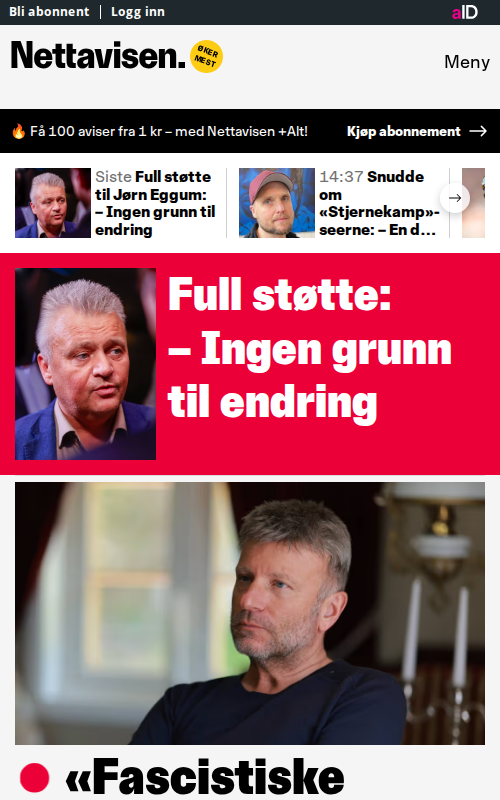 Bli abonnent | Logg inn
aID
Nettavisen.
ØKER
MEST
Meny
Få 100 aviser fra 1 kr – med Nettavisen +Alt!
Kjøp abonnement
Siste Full støtte
til Jørn Eggum:
– Ingen grunn til
endring
14:37 Snudde
om
«Stjernekamp»-
seerne: – En d...
Full støtte:
– Ingen grunn
til endring
«Fascistiske